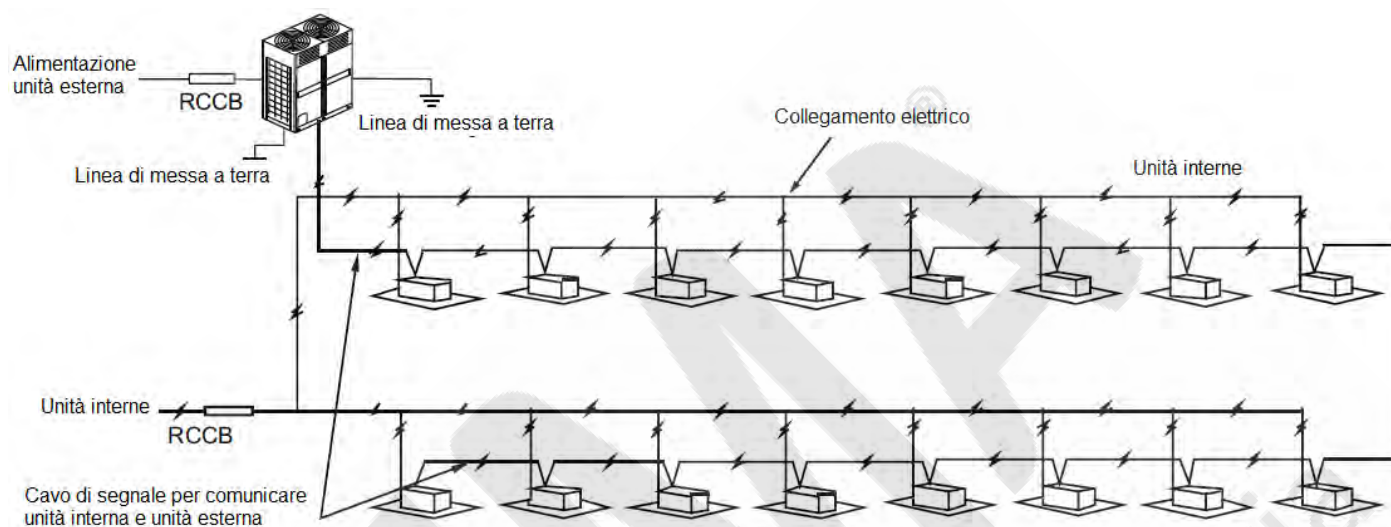 Alimentazione
unità esterna
RCCB
Linea di messa a terra
Linea di messa a terra
®
Collegamento elettrico
Unità interne
Unità interne
RCCB
Cavo di segnale per comunicare
unità interna e unità esterna